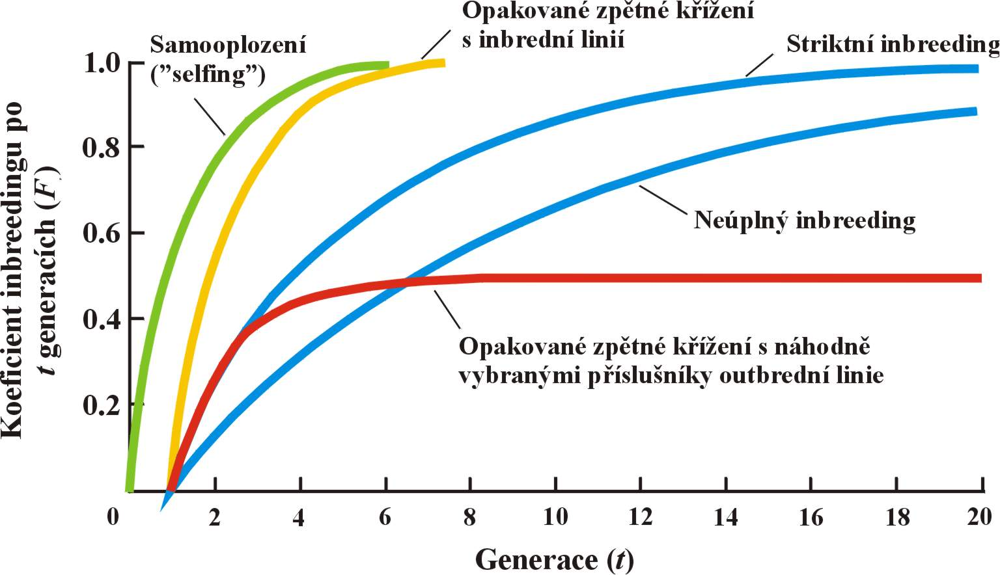 Opakované zpětné křížení
s inbrední linií
Samooplození
(”selfing”)
Striktní inbreeding
Neúplný inbreeding
Opakované zpětné křížení s náhodně
vybranými příslušníky outbrední linie
Koeficient inbreedingu po
t generacích (F)
1.0
0.8
0.6
0.4
0.2
0 2 4 6 8 10 12 14 16 18 20
Generace (t)